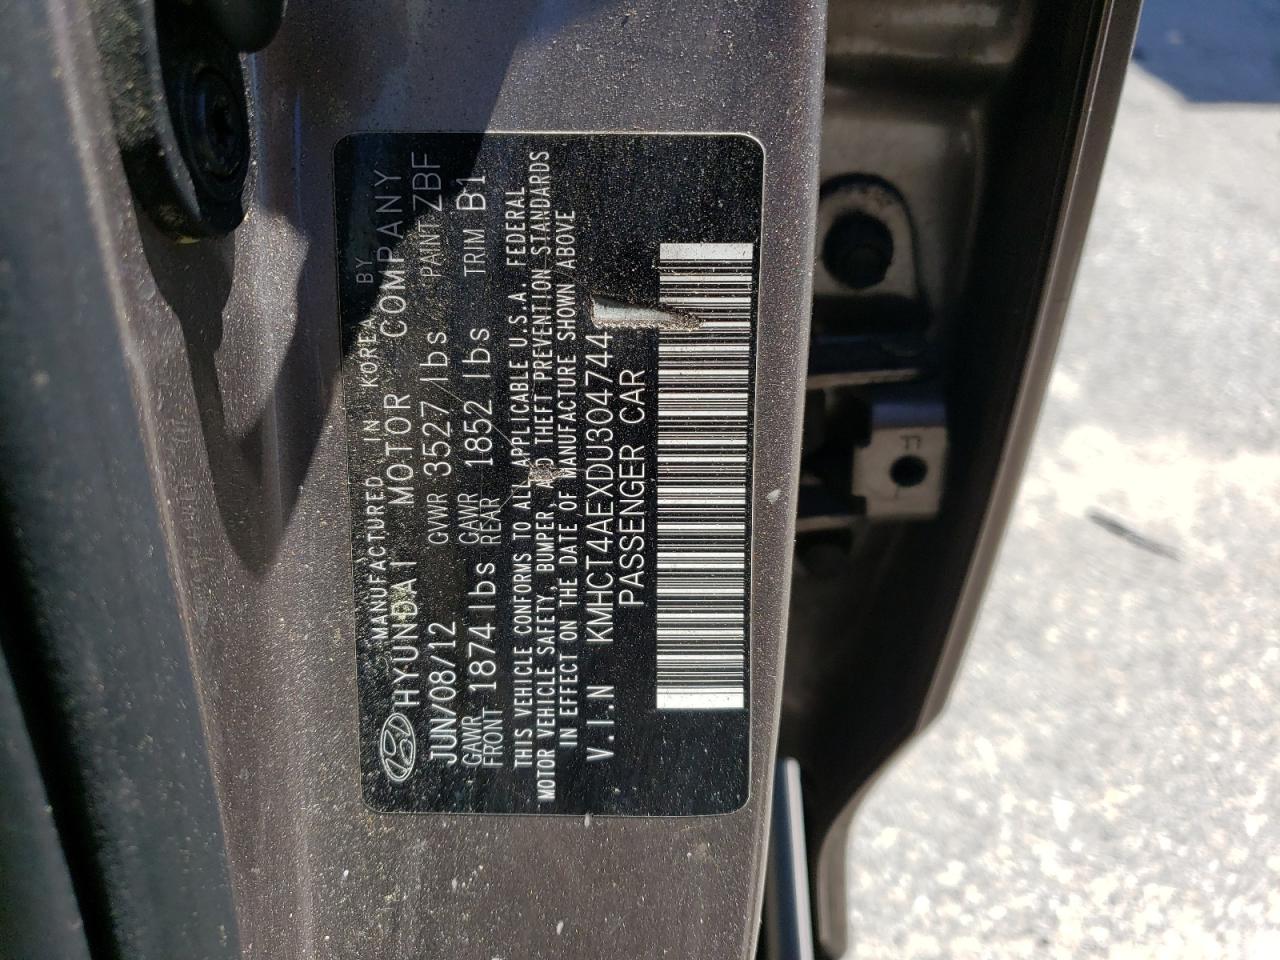 MANUFACTURED IN KOREA BY
HYUNDAI MOTOR COMPANY
JUN/08/12 GVWR 3527 lbs PAINT ZBF
GAWR FRONT 1874 lbs GAWR REAR 1852 lbs TRIM B1
THIS VEHICLE CONFORMS TO ALL APPLICABLE U.S.A. FEDERAL
MOTOR VEHICLE SAFETY, BUMPER, AND THEFT PREVENTION STANDARDS
IN EFFECT ON THE DATE OF MANUFACTURE SHOWN ABOVE
V.I.N KMHCT4AEXDU304744
PASSENGER CAR
F